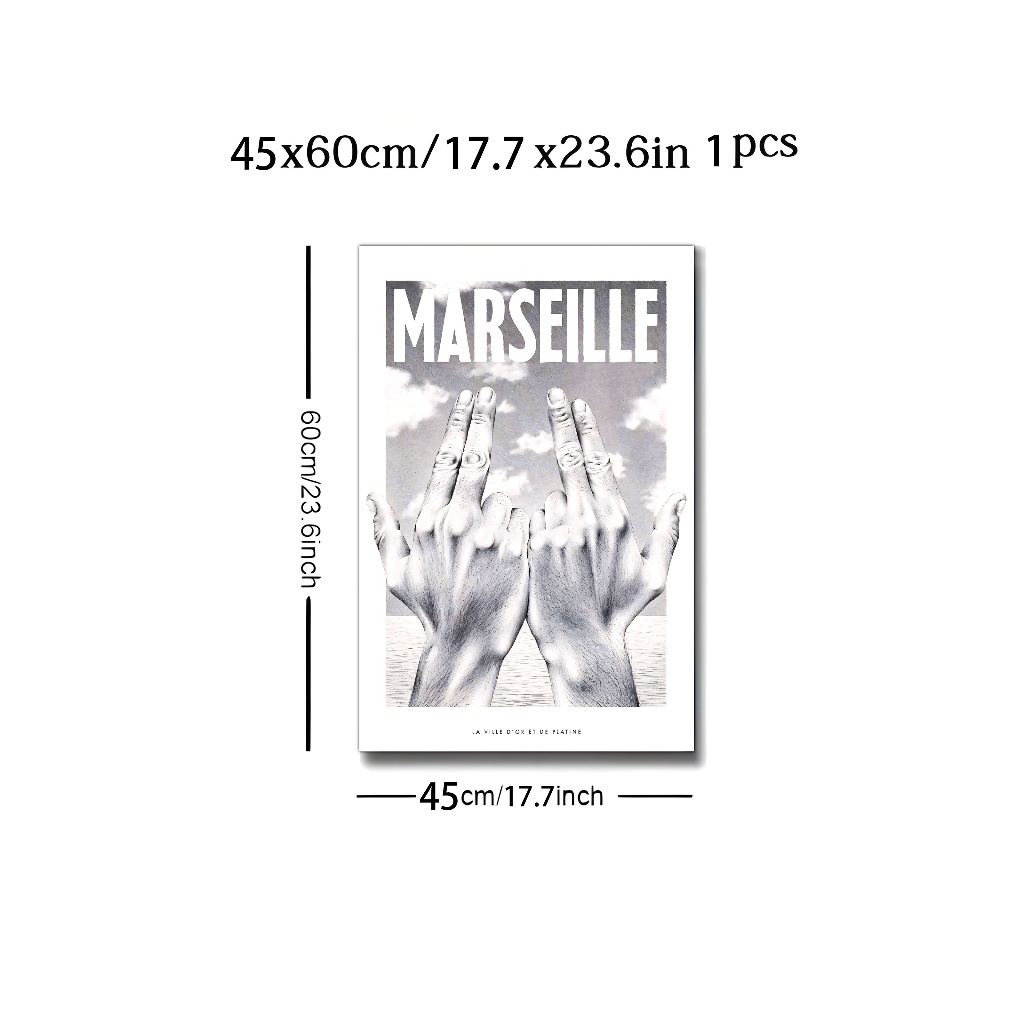 45x60cm/17.7 x23.6in 1pcs
MARSEILLE
60cm/23.6inch
LA VILLE D'OR ET DE PLATINE
45cm/17.7inch